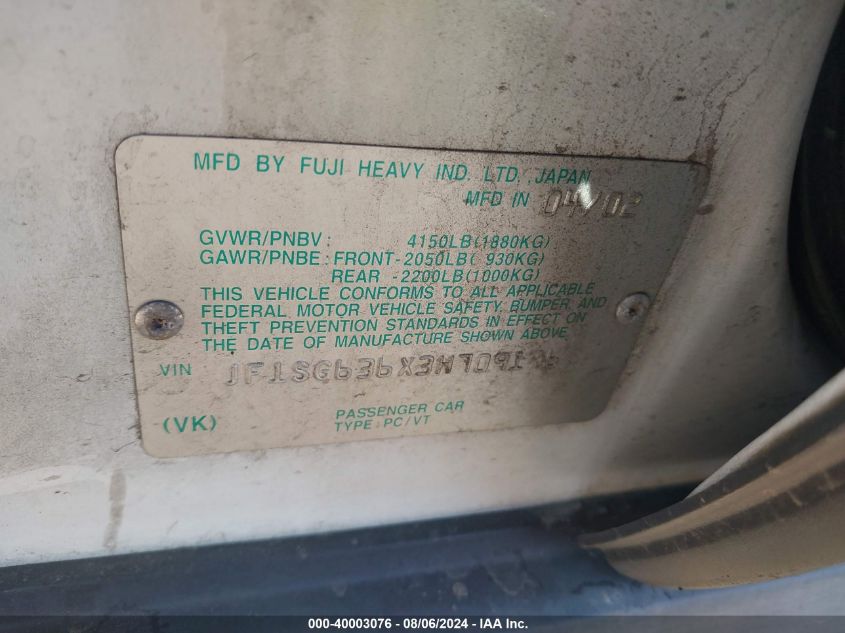 MFD BY FUJI HEAVY IND. LTD. JAPAN
MFD IN 04/02
GVWR/PNBV: 4150LB(1880KG)
GAWR/PNBE: FRONT-2050LB( 930KG)
REAR -2200LB(1000KG)
THIS VEHICLE CONFORMS TO ALL APPLICABLE
FEDERAL MOTOR VEHICLE SAFETY, BUMPER, AND
THEFT PREVENTION STANDARDS IN EFFECT ON
THE DATE OF MANUFACTURE SHOWN ABOVE
VIN
(VK)
PASSENGER CAR
TYPE: PC/VT
000-40003076 - 08/06/2024 - IAA Inc.